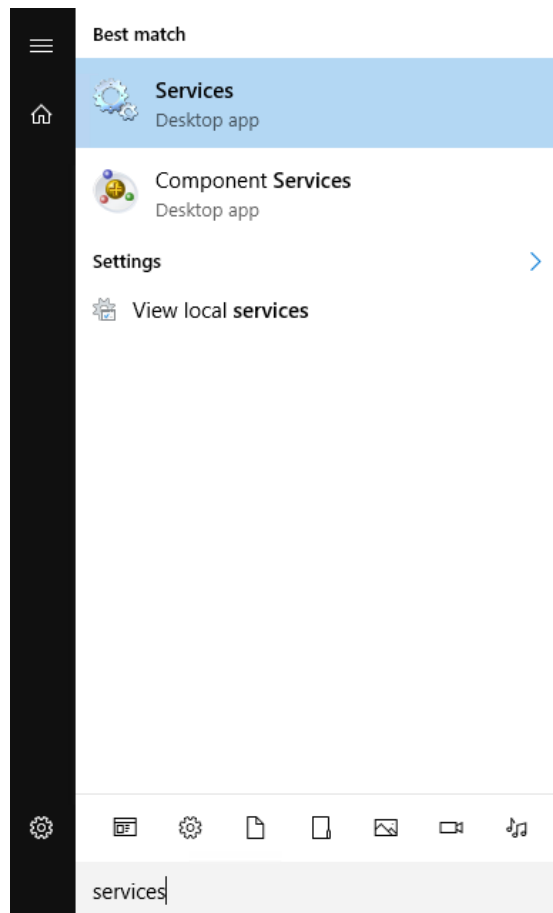 Best match
Services
Desktop app
Component Services
Desktop app
Settings
View local services
services